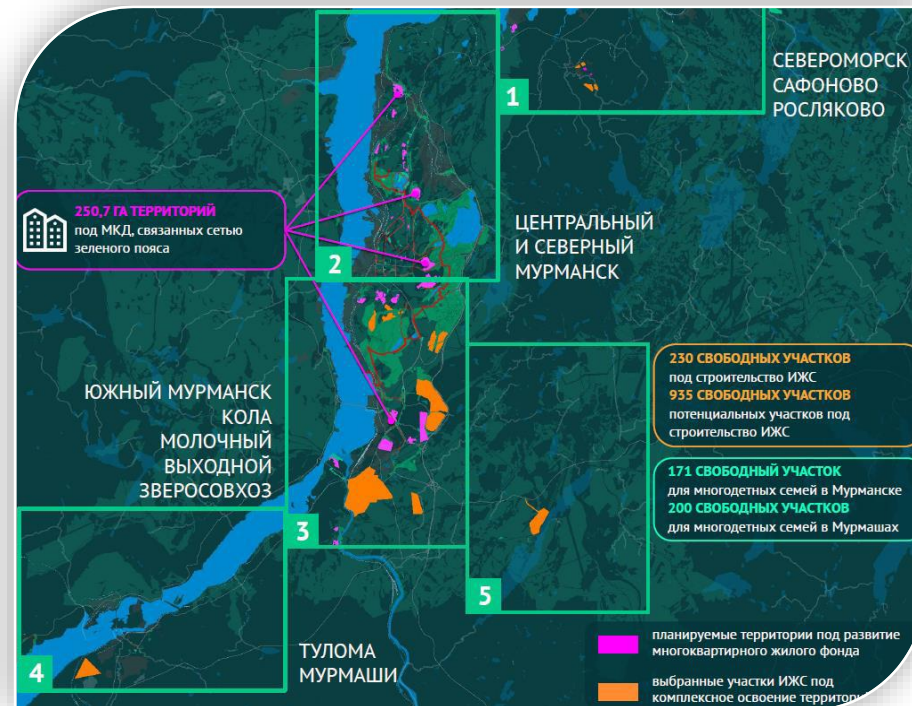 1
СЕВЕРОМОРСК
САФОНОВО
РОСЛЯКОВО
250,7 ГА ТЕРРИТОРИЙ
под МКД, связанных сетью
зеленого пояса
2
ЦЕНТРАЛЬНЫЙ
И СЕВЕРНЫЙ
МУРМАНСК
ЮЖНЫЙ МУРМАНСК
КОЛА
МОЛОЧНЫЙ
ВЫХОДНОЙ
ЗВЕРОСОВХОЗ
3
230 СВОБОДНЫХ УЧАСТКОВ
под строительство ИЖС
935 СВОБОДНЫХ УЧАСТКОВ
потенциальных участков под
строительство ИЖС
171 СВОБОДНЫЙ УЧАСТОК
для многодетных семей в Мурманске
200 СВОБОДНЫХ УЧАСТКОВ
для многодетных семей в Мурмашах
5
4
ТУЛОМА
МУРМАШИ
планируемые территории под развитие
многоквартирного жилого фонда
выбранные участки ИЖС под
комплексное освоение